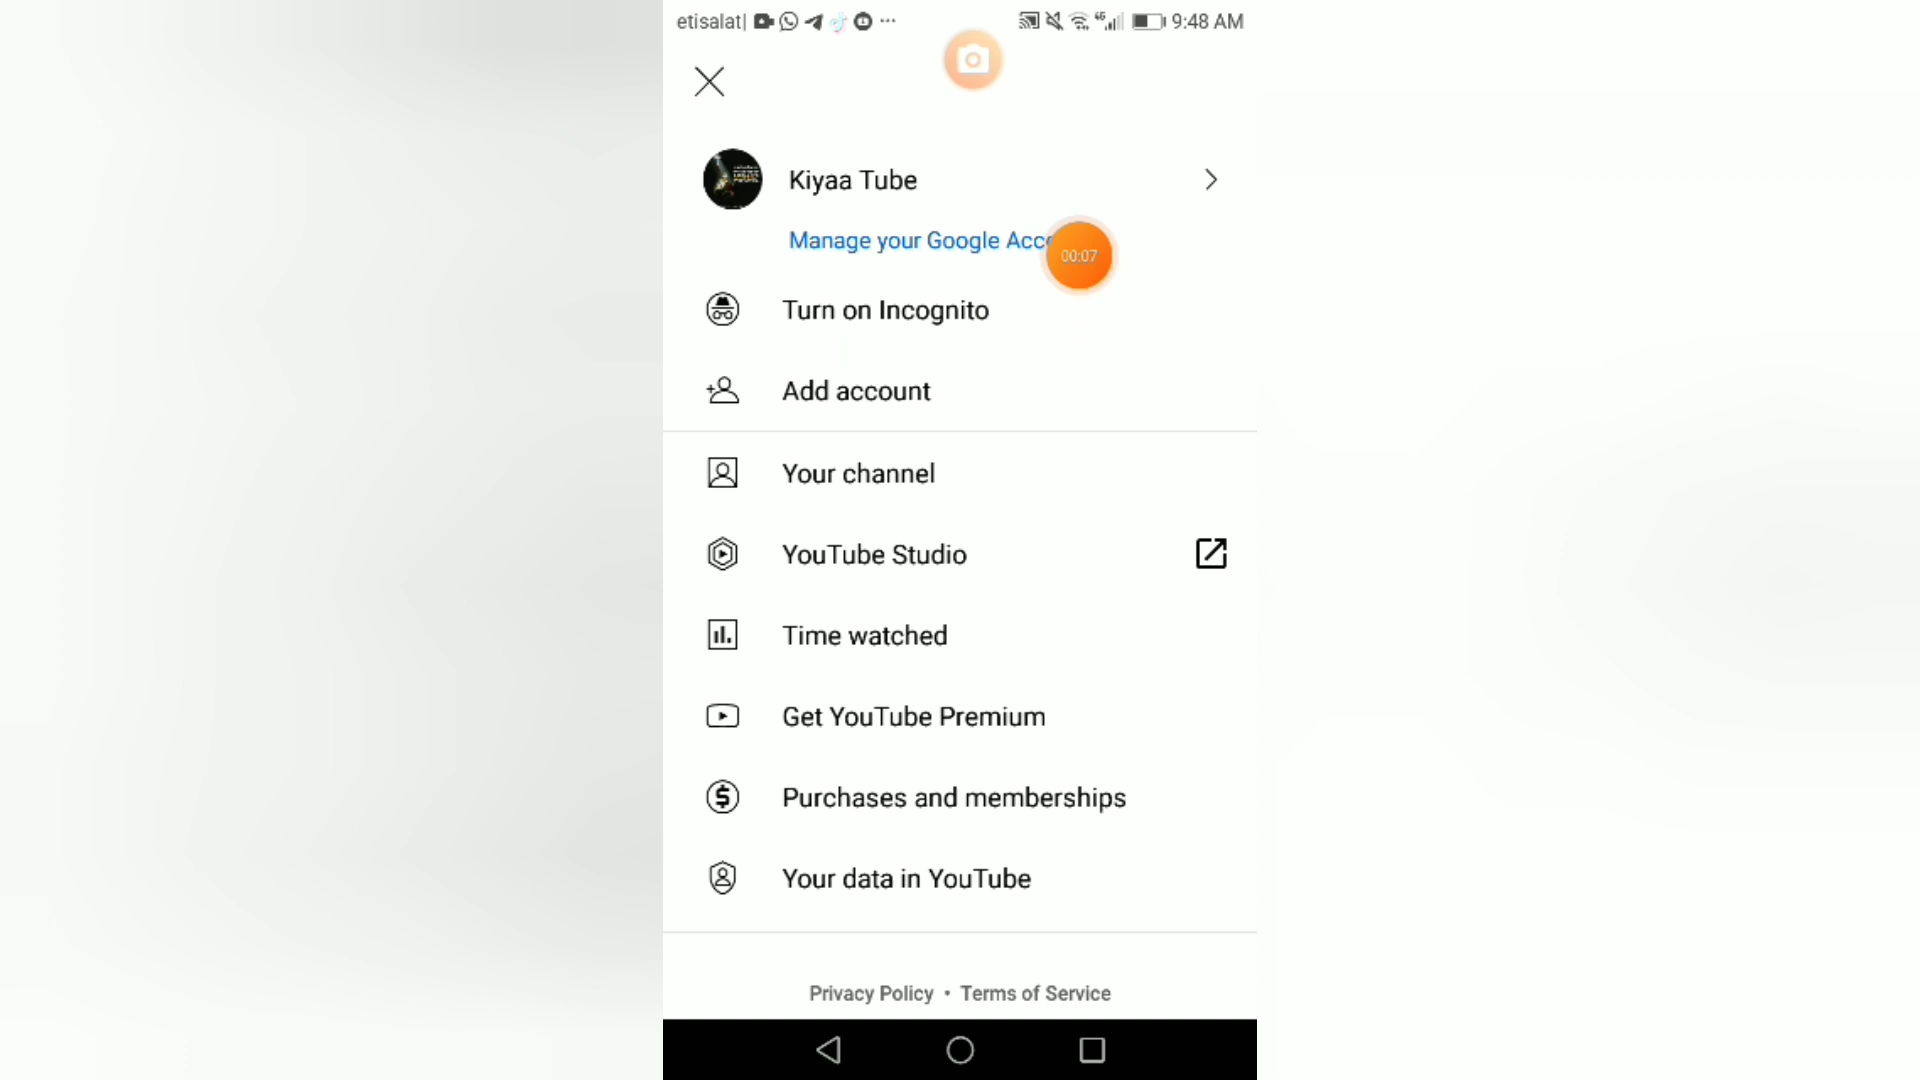 etisalat| 9:48 AM
Kiyaa Tube
Manage your Google Acco
00:07
Turn on Incognito
Add account
Your channel
YouTube Studio
Time watched
Get YouTube Premium
Purchases and memberships
Your data in YouTube
Privacy Policy • Terms of Service